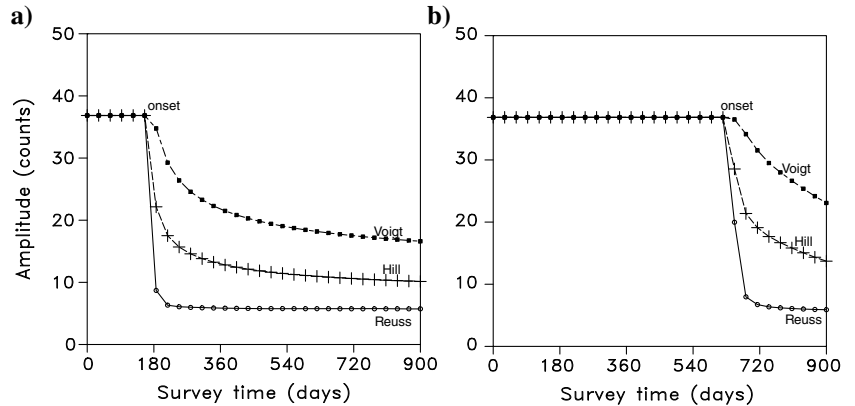 a)
50
40
30
20
10
0
Amplitude (counts)
onset
Voigt
Hill
Reuss
0 180 360 540 720 900
Survey time (days)
b)
50
40
30
20
10
0
onset
Voigt
Hill
Reuss
0 180 360 540 720 900
Survey time (days)